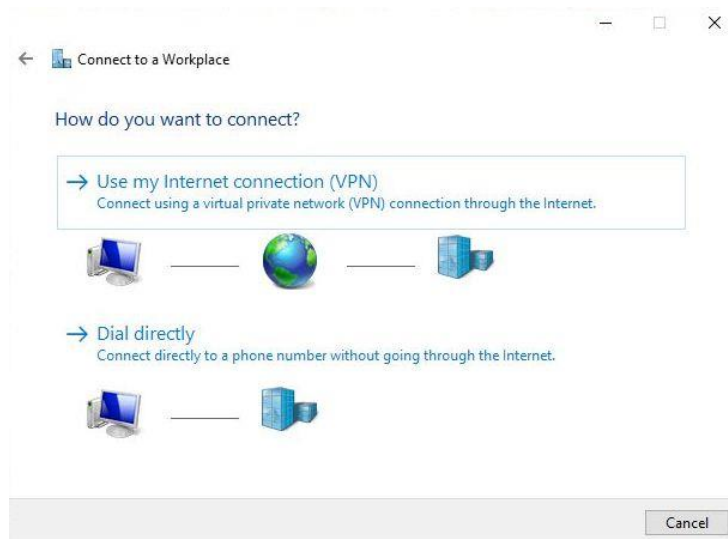 Connect to a Workplace
How do you want to connect?
Use my Internet connection (VPN)
Connect using a virtual private network (VPN) connection through the Internet.
Dial directly
Connect directly to a phone number without going through the Internet.
Cancel